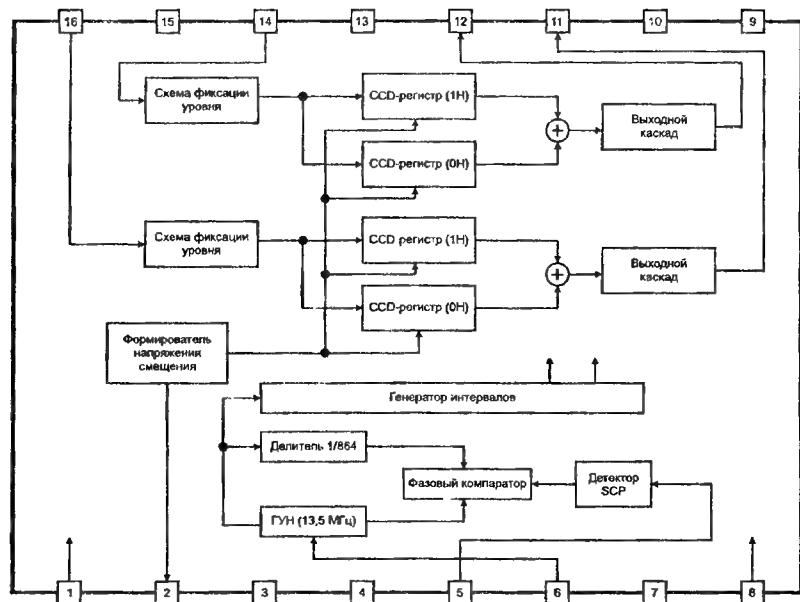 16 15 14 13 12 11 10 9
Схема фиксации
уровня
CCD-регистр (1H)
CCD-регистр (0H)
+
Выходной
каскад
Схема фиксации
уровня
CCD-регистр (1H)
CCD-регистр (0H)
+
Выходной
каскад
Формирователь
напряжения
смещения
Генератор интервалов
Делитель 1/864
Фазовый компаратор
Детектор
SCP
ГУН (13,5 МГц)
1 2 3 4 5 6 7 8